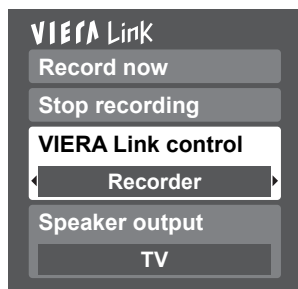 VIERA Link
Record now
Stop recording
VIERA Link control
Recorder
Speaker output
TV